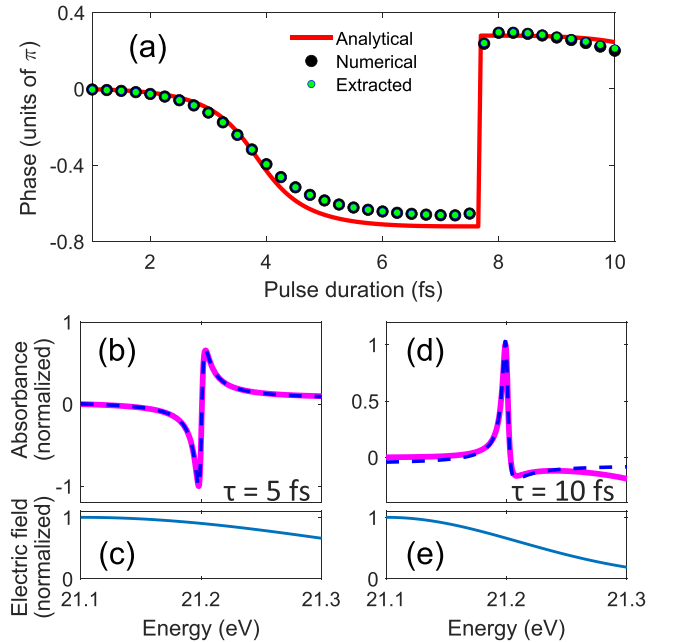 0.4
(a)
Analytical
Numerical
Extracted
0
-0.4
-0.8
Phase (units of π)
2
4
6
8
10
Pulse duration (fs)
1
(b)
0
-1
Absorbance
(normalized)
τ = 5 fs
1
(d)
0.5
0
τ = 10 fs
1
(c)
0
Electric field
(normalized)
21.1
21.2
21.3
Energy (eV)
1
(e)
0
21.1
21.2
21.3
Energy (eV)